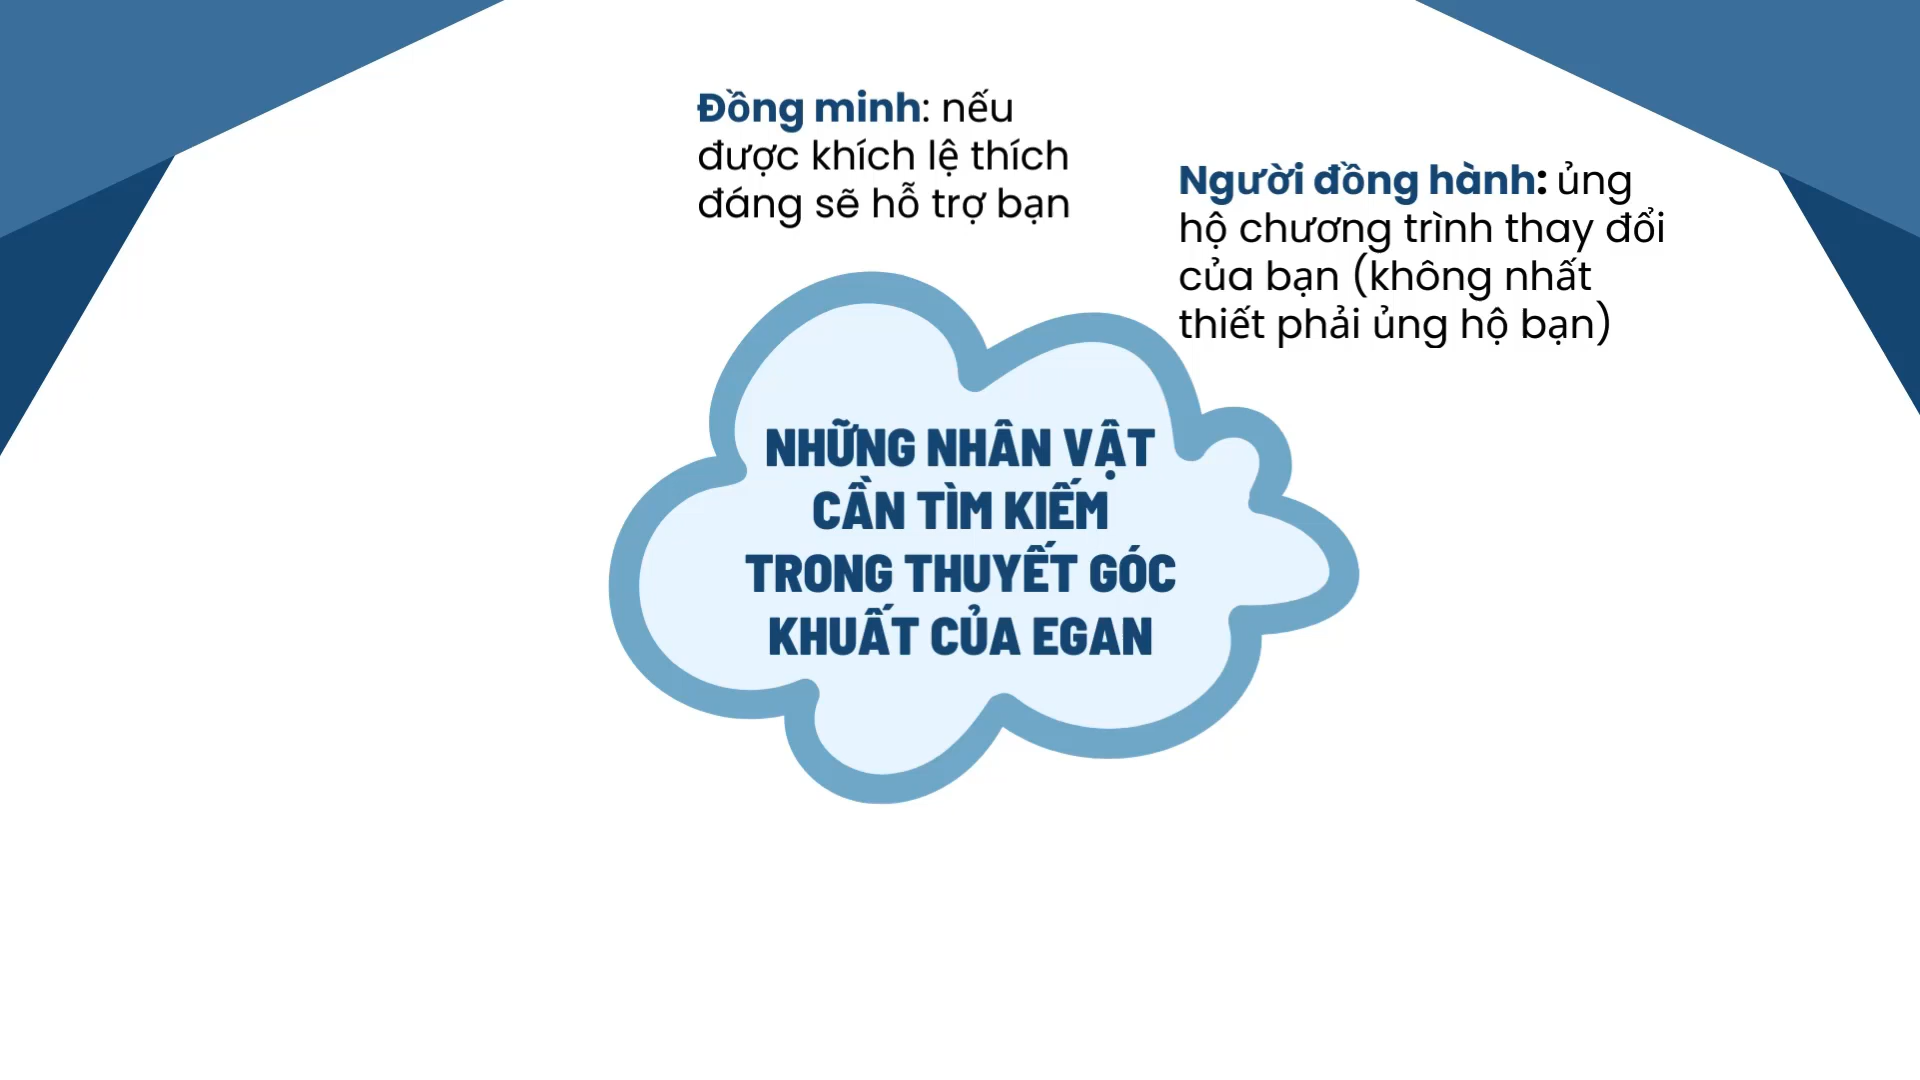 Đồng minh: nếu
được khích lệ thích
đáng sẽ hỗ trợ bạn
Người đồng hành: ủng
hộ chương trình thay đổi
của bạn (không nhất
thiết phải ủng hộ bạn)
NHỮNG NHÂN VẬT
CẦN TÌM KIẾM
TRONG THUYẾT GÓC
KHUẤT CỦA EGAN